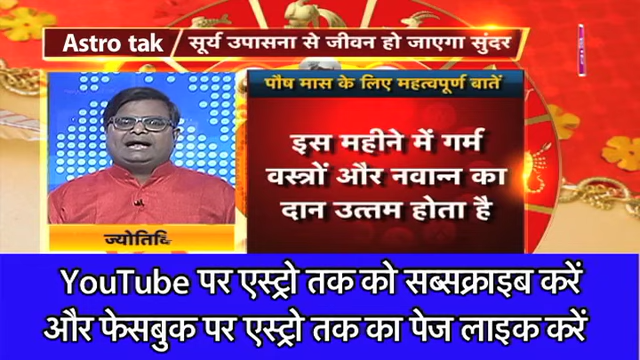 Astro tak
सूर्य उपासना से जीवन हो जाएगा सुंदर
पौष मास के लिए महत्वपूर्ण बातें
इस महीने में गर्म
वस्त्रों और नवान्न का
दान उत्तम होता है
YouTube पर एस्ट्रो तक को सब्सक्राइब करें
और फेसबुक पर एस्ट्रो तक का पेज लाइक करें